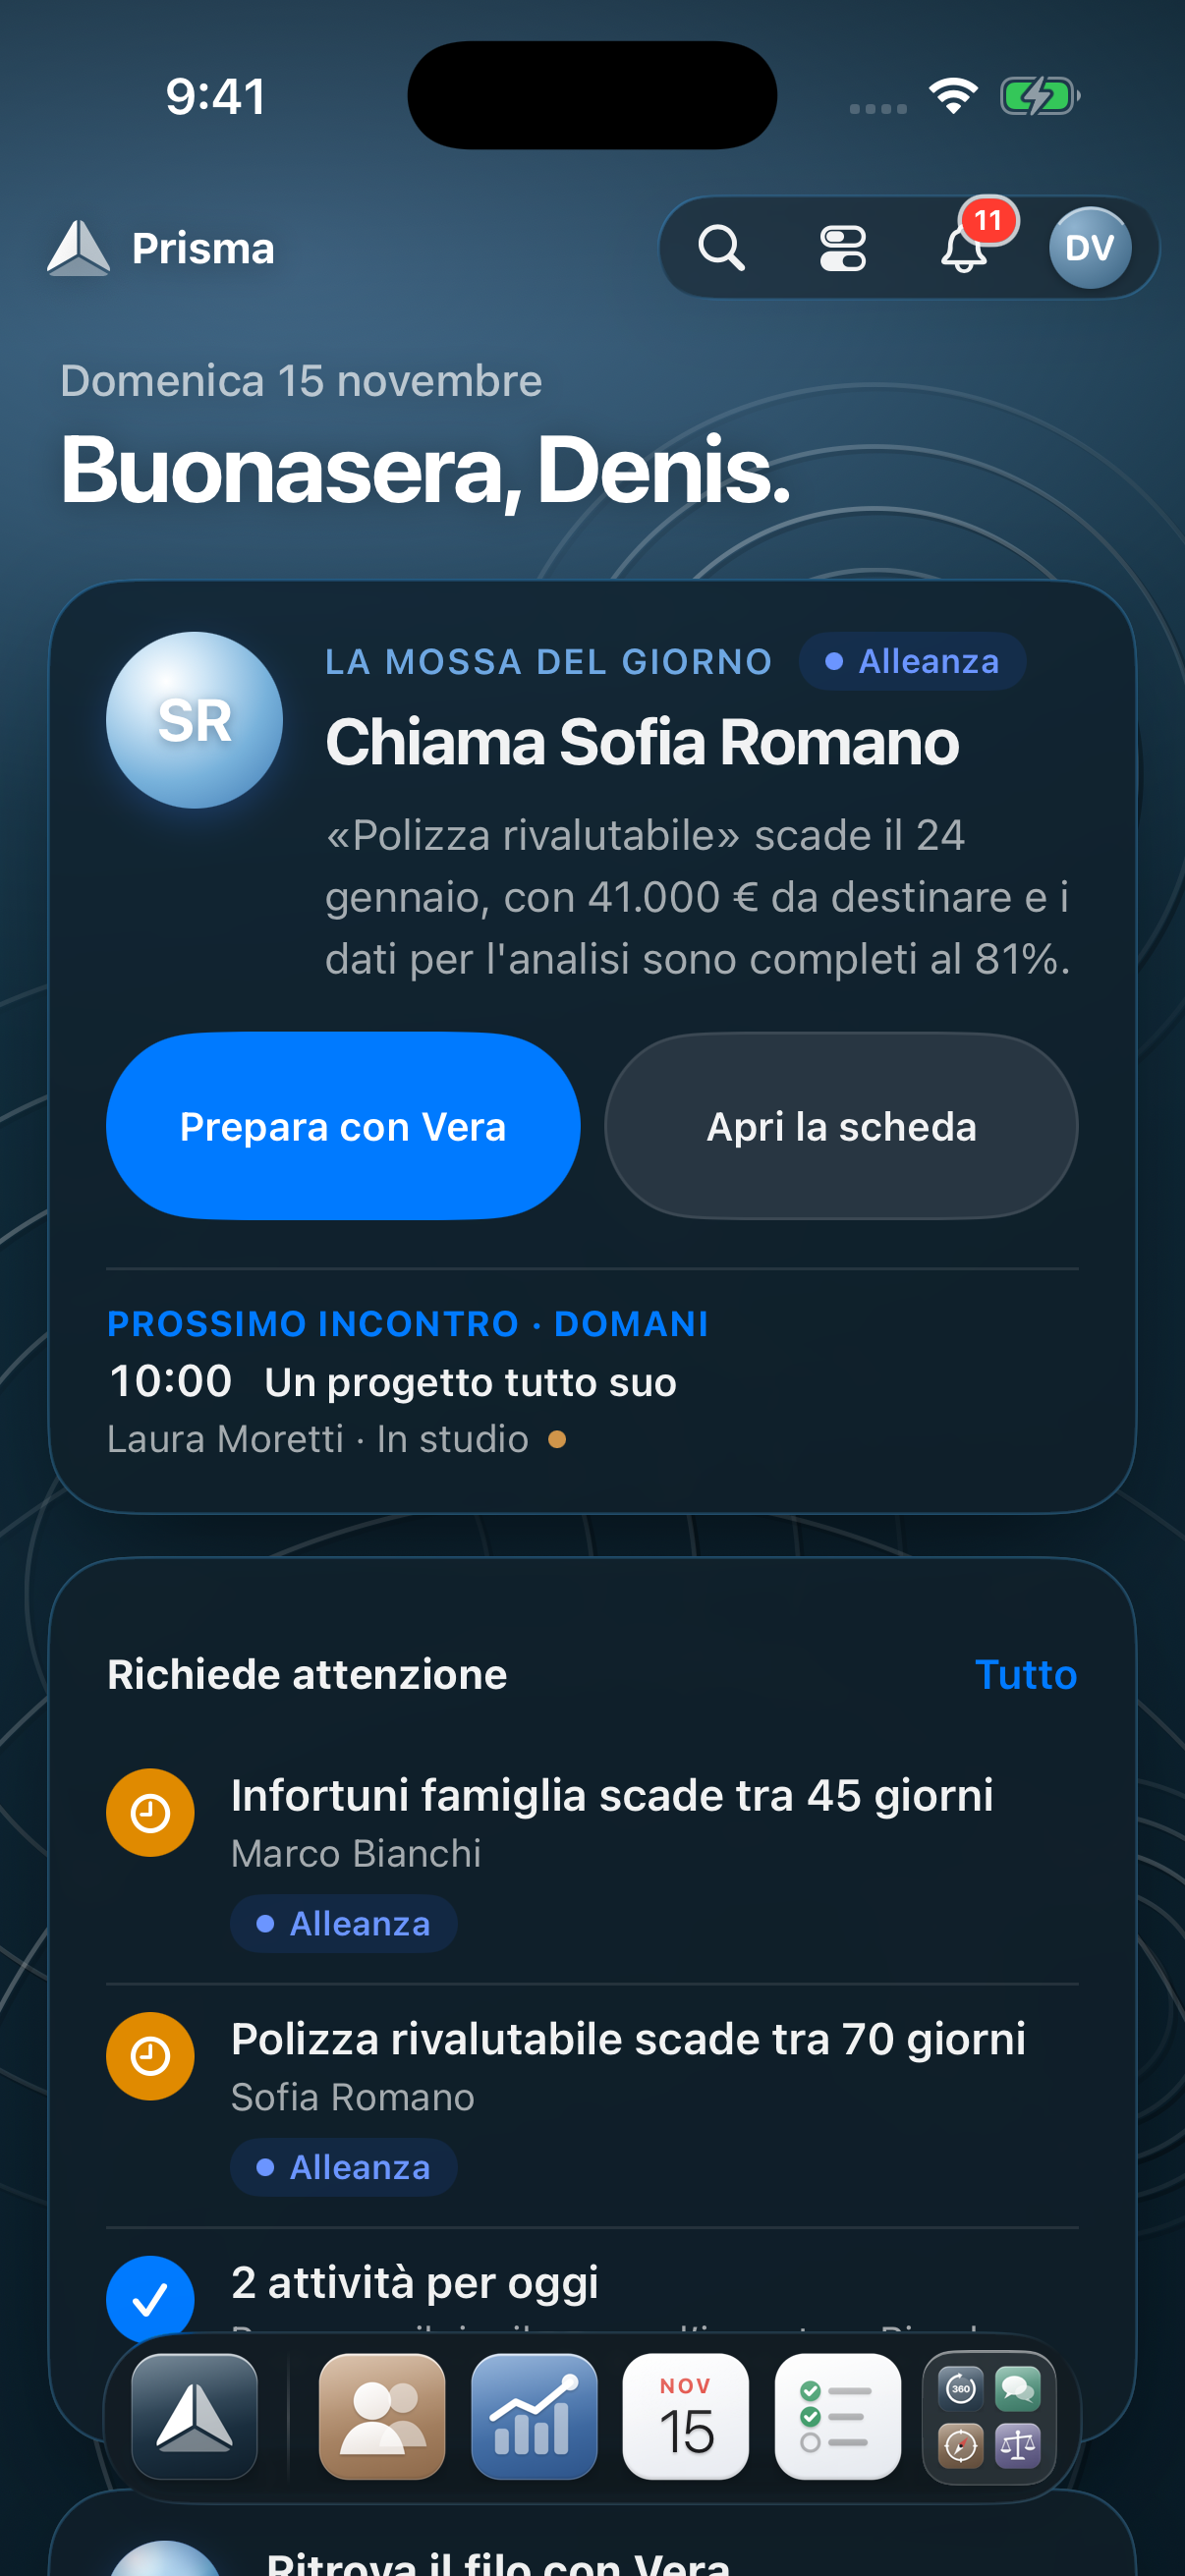 9:41
Prisma
11
DV
Domenica 15 novembre
Buonasera, Denis.
SR
LA MOSSA DEL GIORNO
Alleanza
Chiama Sofia Romano
«Polizza rivalutabile» scade il 24
gennaio, con 41.000 € da destinare e i
dati per l'analisi sono completi al 81%.
Prepara con Vera
Apri la scheda
PROSSIMO INCONTRO · DOMANI
10:00 Un progetto tutto suo
Laura Moretti · In studio
Richiede attenzione
Tutto
Infortuni famiglia scade tra 45 giorni
Marco Bianchi
Alleanza
Polizza rivalutabile scade tra 70 giorni
Sofia Romano
Alleanza
2 attività per oggi
NOV
15
360
Ritrova il filo con Vera